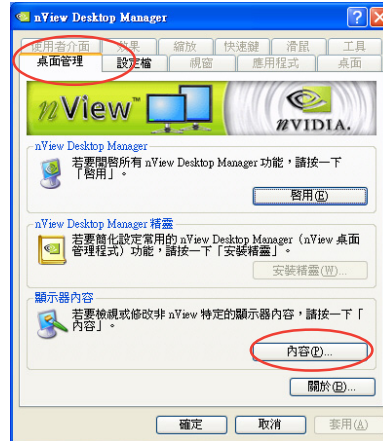 nView Desktop Manager
使用者介面 效果 縮放 快速鍵 滑鼠 工具
桌面管理 設定檔 視窗 應用程式 桌面
nView
nVIDIA.
nView Desktop Manager
若要開啓所有 nView Desktop Manager 功能，請按一下
「啓用」。
啓用(E)
nView Desktop Manager 精靈
若要簡化設定常用的 nView Desktop Manager（nView 桌面
管理程式）功能，請按一下「安裝精靈」。
安裝精靈(W)...
顯示器內容
若要檢視或修改非 nView 特定的顯示器內容，請按一下「
內容」。
內容(P)...
關於(B)...
確定 取消 套用(A)